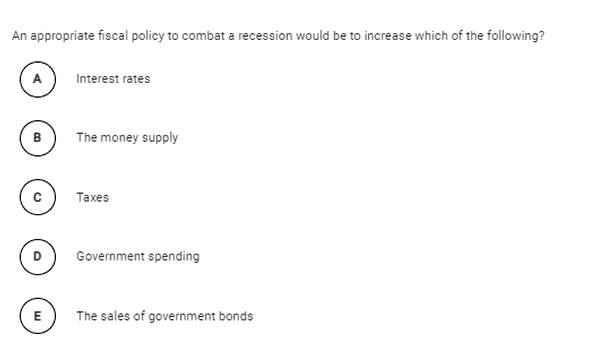 An appropriate fiscal policy to combat a recession would be to increase which of the following?
A Interest rates
B The money supply
C Taxes
D Government spending
E The sales of government bonds